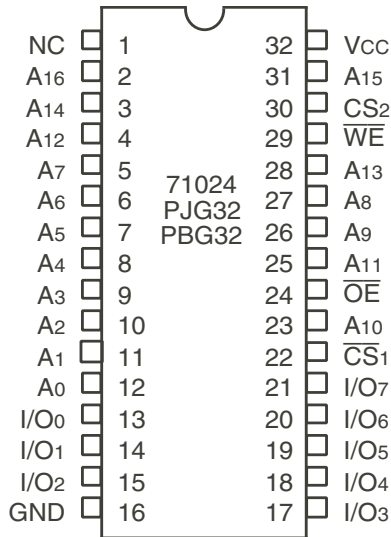 NC 1 32 VCC
A16 2 31 A15
A14 3 30 CS2
A12 4 29 W̅E̅
A7 5 28 A13
71024
A6 6 27 A8
PJG32
A5 7 26 A9
PBG32
A4 8 25 A11
A3 9 24 O̅E̅
A2 10 23 A10
A1 11 22 C̅S̅1
A0 12 21 I/O7
I/O0 13 20 I/O6
I/O1 14 19 I/O5
I/O2 15 18 I/O4
GND 16 17 I/O3